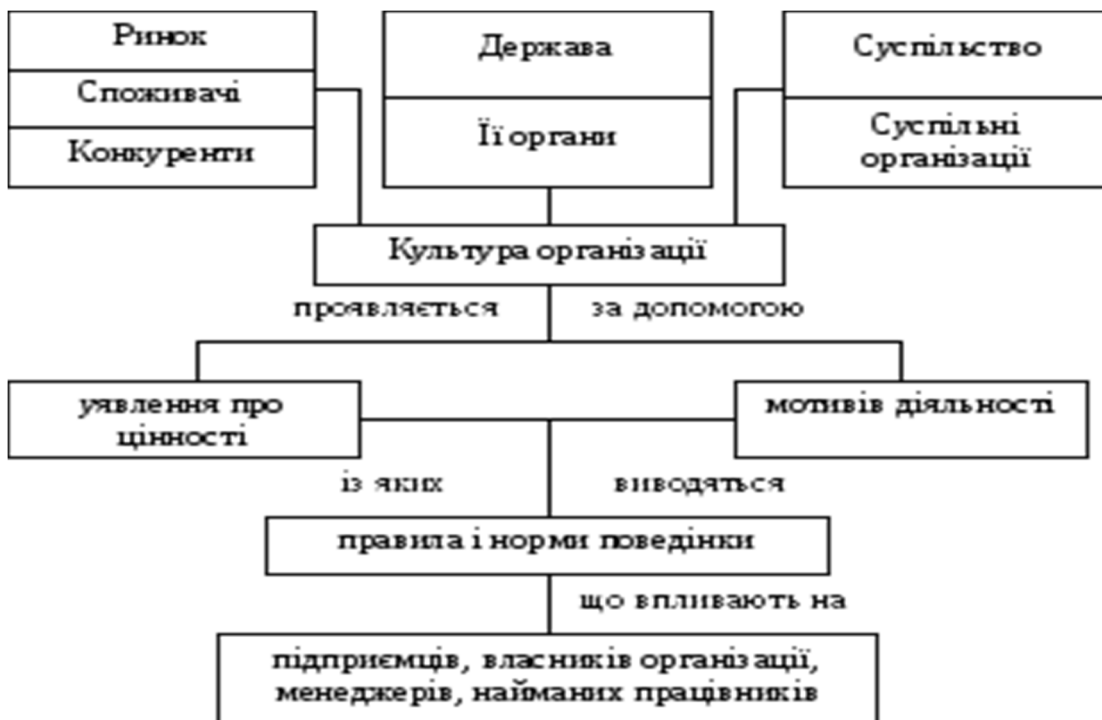 Ринок
Споживачі
Конкуренти
Держава
Її органи
Суспільство
Суспільні
організації
Культура організації
проявляється за допомогою
уявлення про
цінності
мотивів діяльності
із яких виводяться
правила і норми поведінки
що впливають на
підприємців, власників організації,
менеджерів, найманих працівників